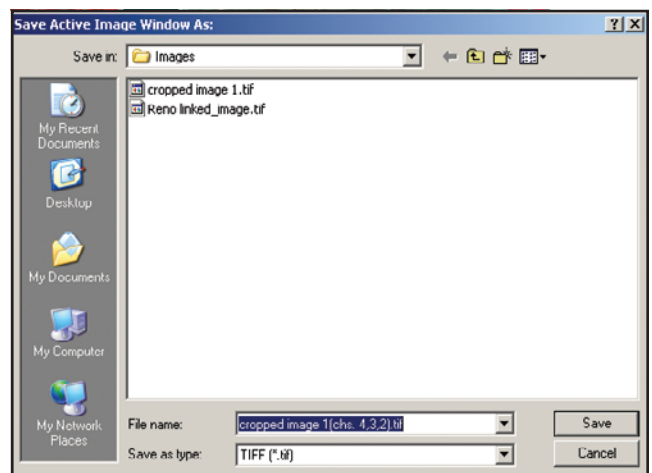 Save Active Image Window As:
Save in:
Images
cropped image 1.tif
Reno linked_image.tif
My Recent
Documents
Desktop
My Documents
My Computer
My Network
Places
File name:
cropped image 1(chs. 4,3,2).tif
Save
Save as type:
TIFF (*.tif)
Cancel